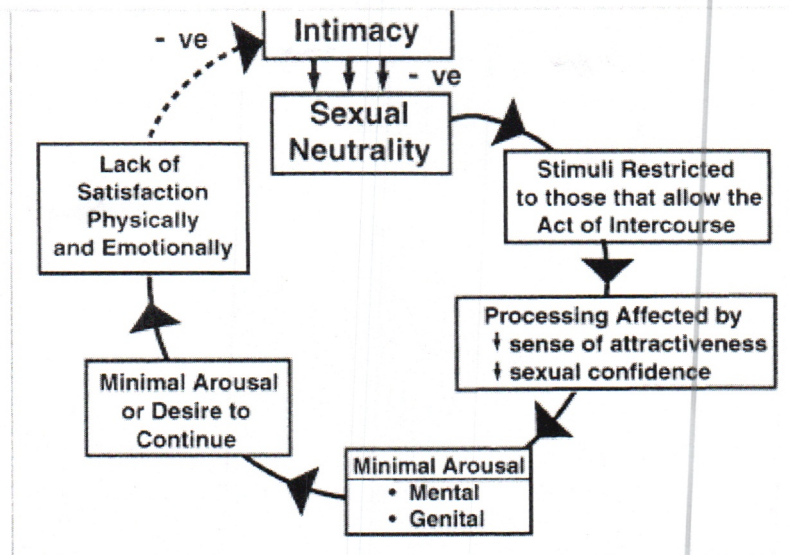 - ve
Intimacy
- ve
Sexual
Neutrality
Stimuli Restricted
to those that allow the
Act of Intercourse
Processing Affected by
↓ sense of attractiveness
↓ sexual confidence
Minimal Arousal
• Mental
• Genital
Minimal Arousal
or Desire to
Continue
Lack of
Satisfaction
Physically
and Emotionally